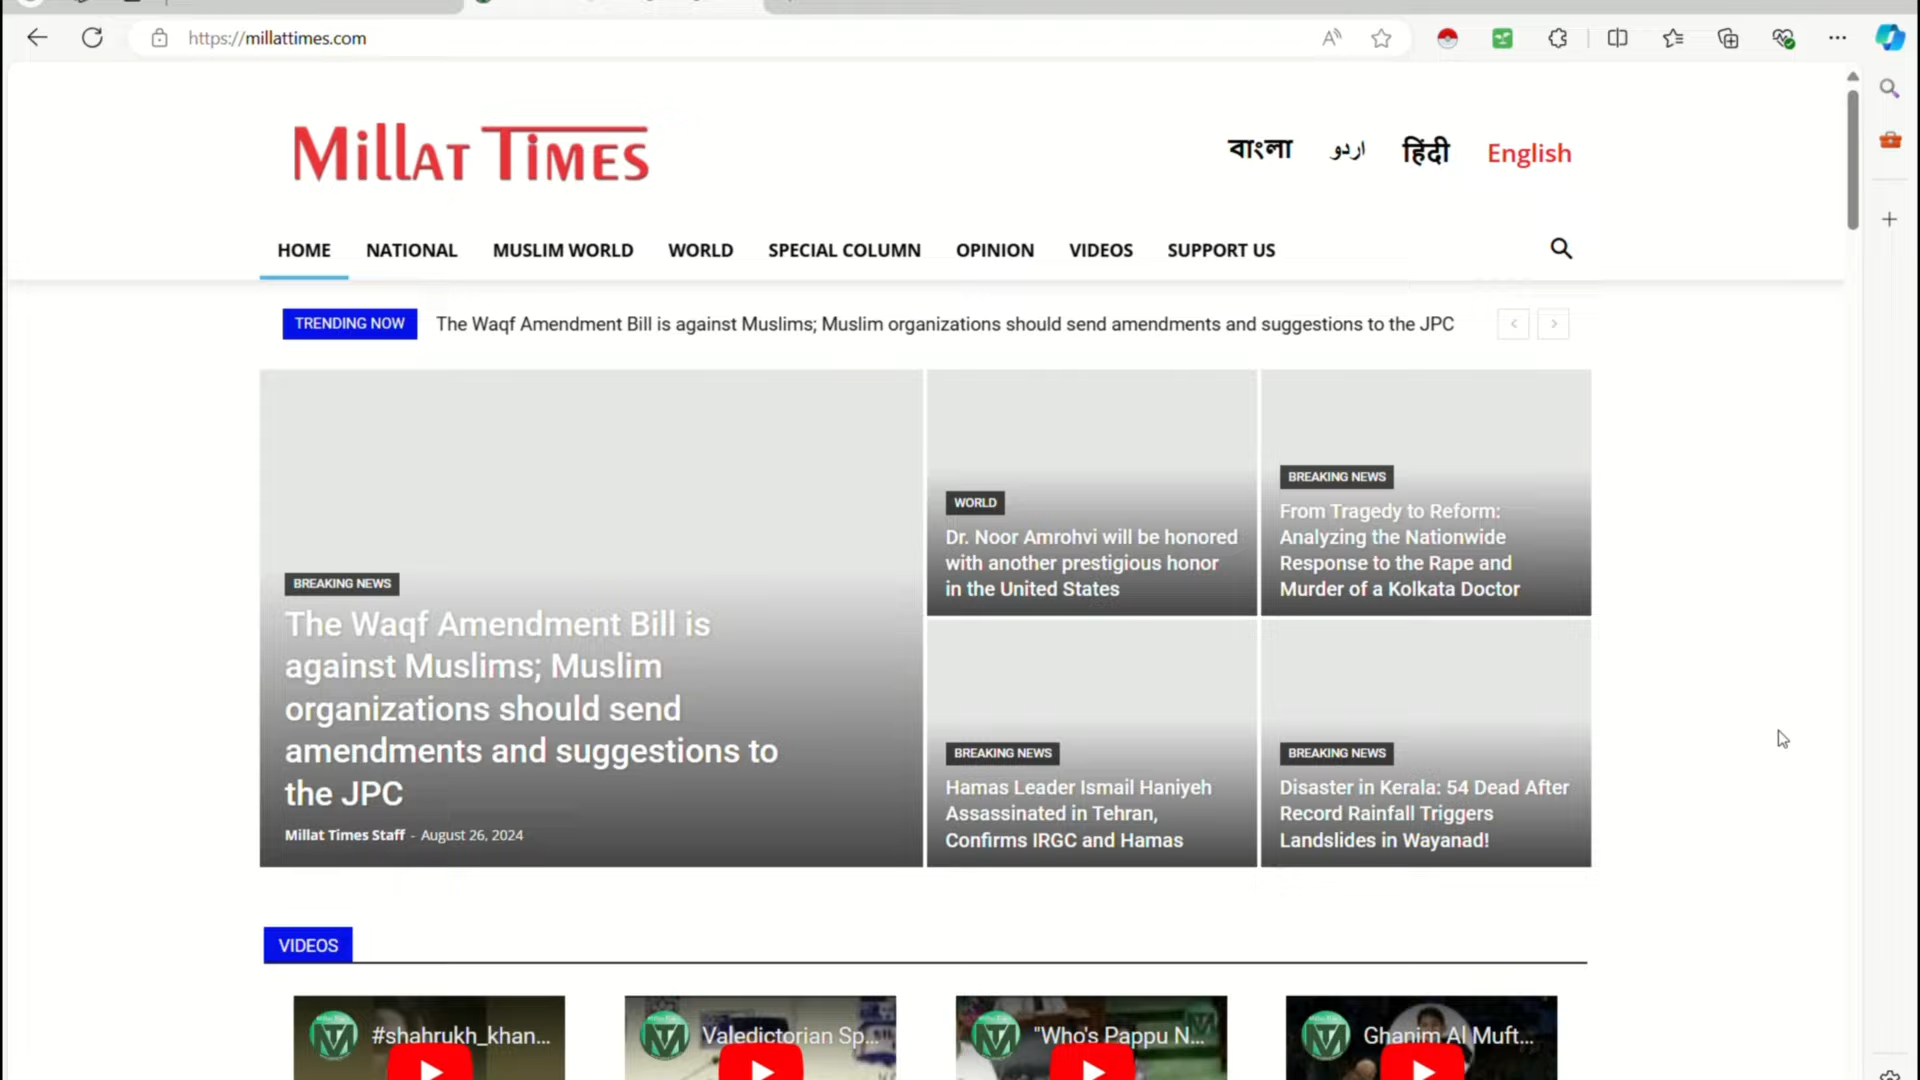 https://millattimes.com
MILLAT TIMES
বাংলা اردو हिंदी English
HOME NATIONAL MUSLIM WORLD WORLD SPECIAL COLUMN OPINION VIDEOS SUPPORT US
TRENDING NOW The Waqf Amendment Bill is against Muslims; Muslim organizations should send amendments and suggestions to the JPC
BREAKING NEWS
The Waqf Amendment Bill is
against Muslims; Muslim
organizations should send
amendments and suggestions to
the JPC
Millat Times Staff - August 26, 2024
WORLD
Dr. Noor Amrohvi will be honored
with another prestigious honor
in the United States
BREAKING NEWS
From Tragedy to Reform:
Analyzing the Nationwide
Response to the Rape and
Murder of a Kolkata Doctor
BREAKING NEWS
Hamas Leader Ismail Haniyeh
Assassinated in Tehran,
Confirms IRGC and Hamas
BREAKING NEWS
Disaster in Kerala: 54 Dead After
Record Rainfall Triggers
Landslides in Wayanad!
VIDEOS
#shahrukh_khan...
Valedictorian Sp...
"Who's Pappu N...
Ghanim Al Muft...